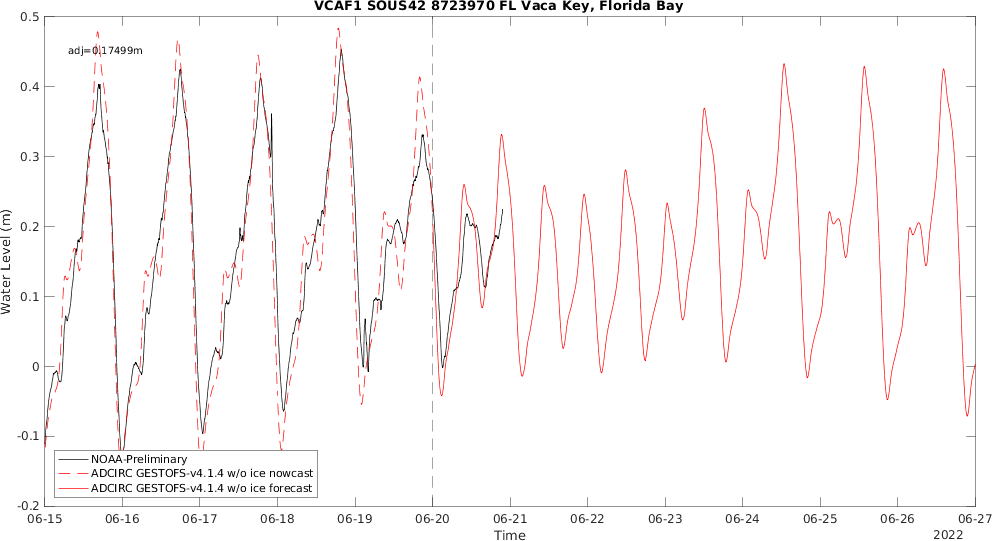 VCAF1 SOUS42 8723970 FL Vaca Key, Florida Bay
adj=0.17499m
Water Level (m)
0.5
0.4
0.3
0.2
0.1
0
-0.1
-0.2
NOAA-Preliminary
ADCIRC GESTOFS-v4.1.4 w/o ice nowcast
ADCIRC GESTOFS-v4.1.4 w/o ice forecast
06-15 06-16 06-17 06-18 06-19 06-20 06-21 06-22 06-23 06-24 06-25 06-26 06-27
Time
2022